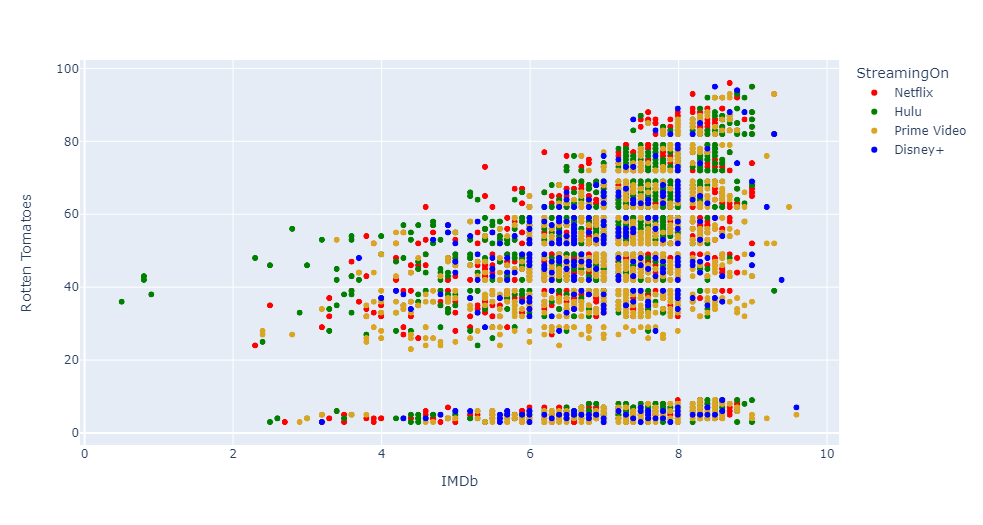 StreamingOn
Netflix
Hulu
Prime Video
Disney+
Rotten Tomatoes
100
80
60
40
20
0
0 2 4 6 8 10
IMDb